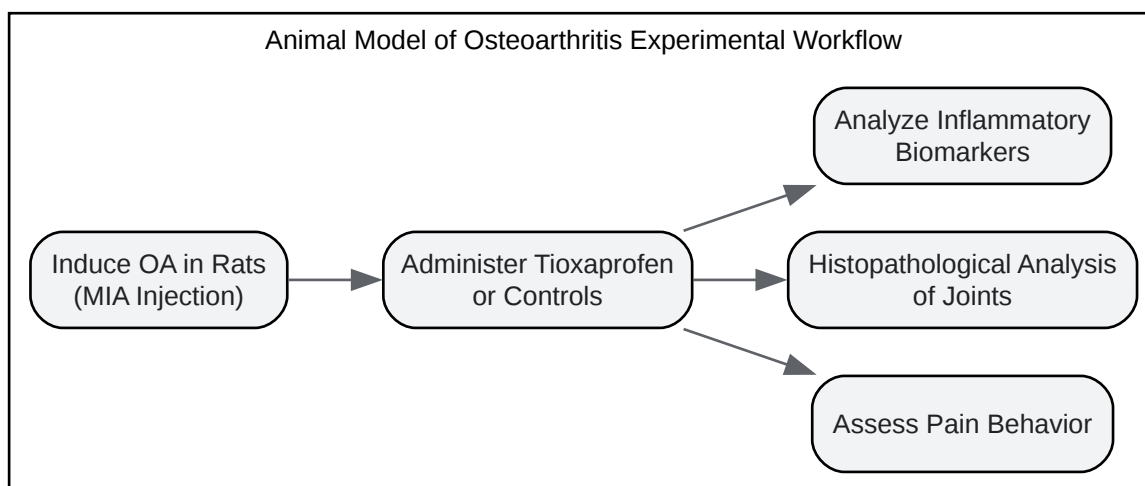 Animal Model of Osteoarthritis Experimental Workflow
Induce OA in Rats
(MIA Injection)
Administer Tioxaprofen
or Controls
Analyze Inflammatory
Biomarkers
Histopathological Analysis
of Joints
Assess Pain Behavior